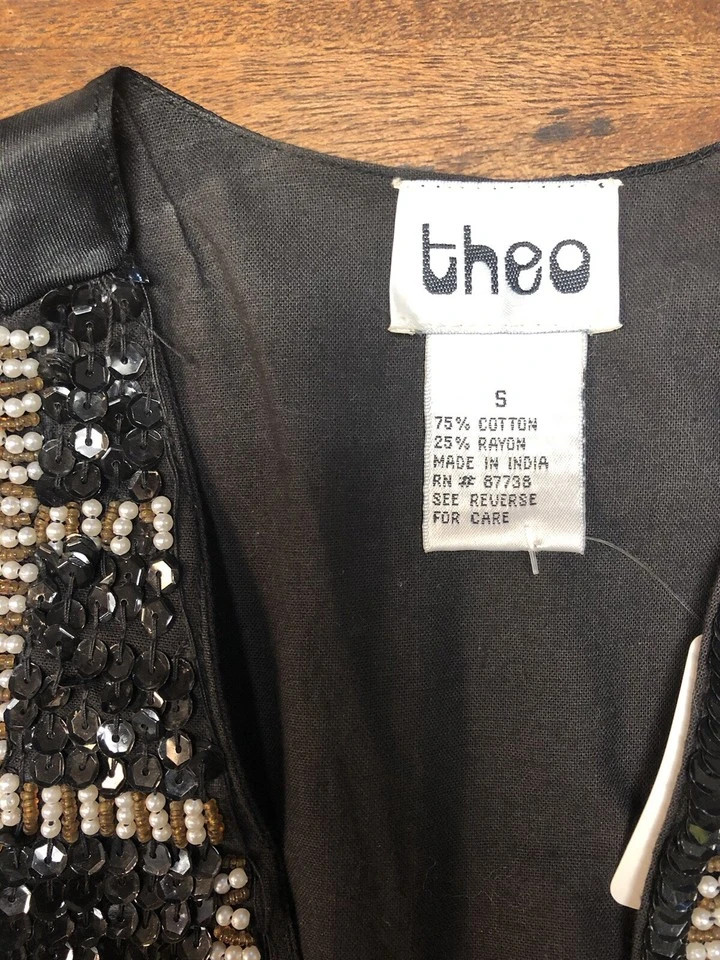 theo
S
75% COTTON
25% RAYON
MADE IN INDIA
RN # 87738
SEE REVERSE
FOR CARE